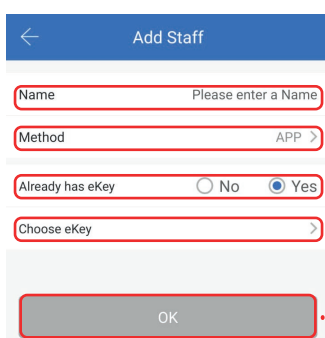 Add Staff
Name Please enter a Name
Method APP
Already has eKey No Yes
Choose eKey
OK